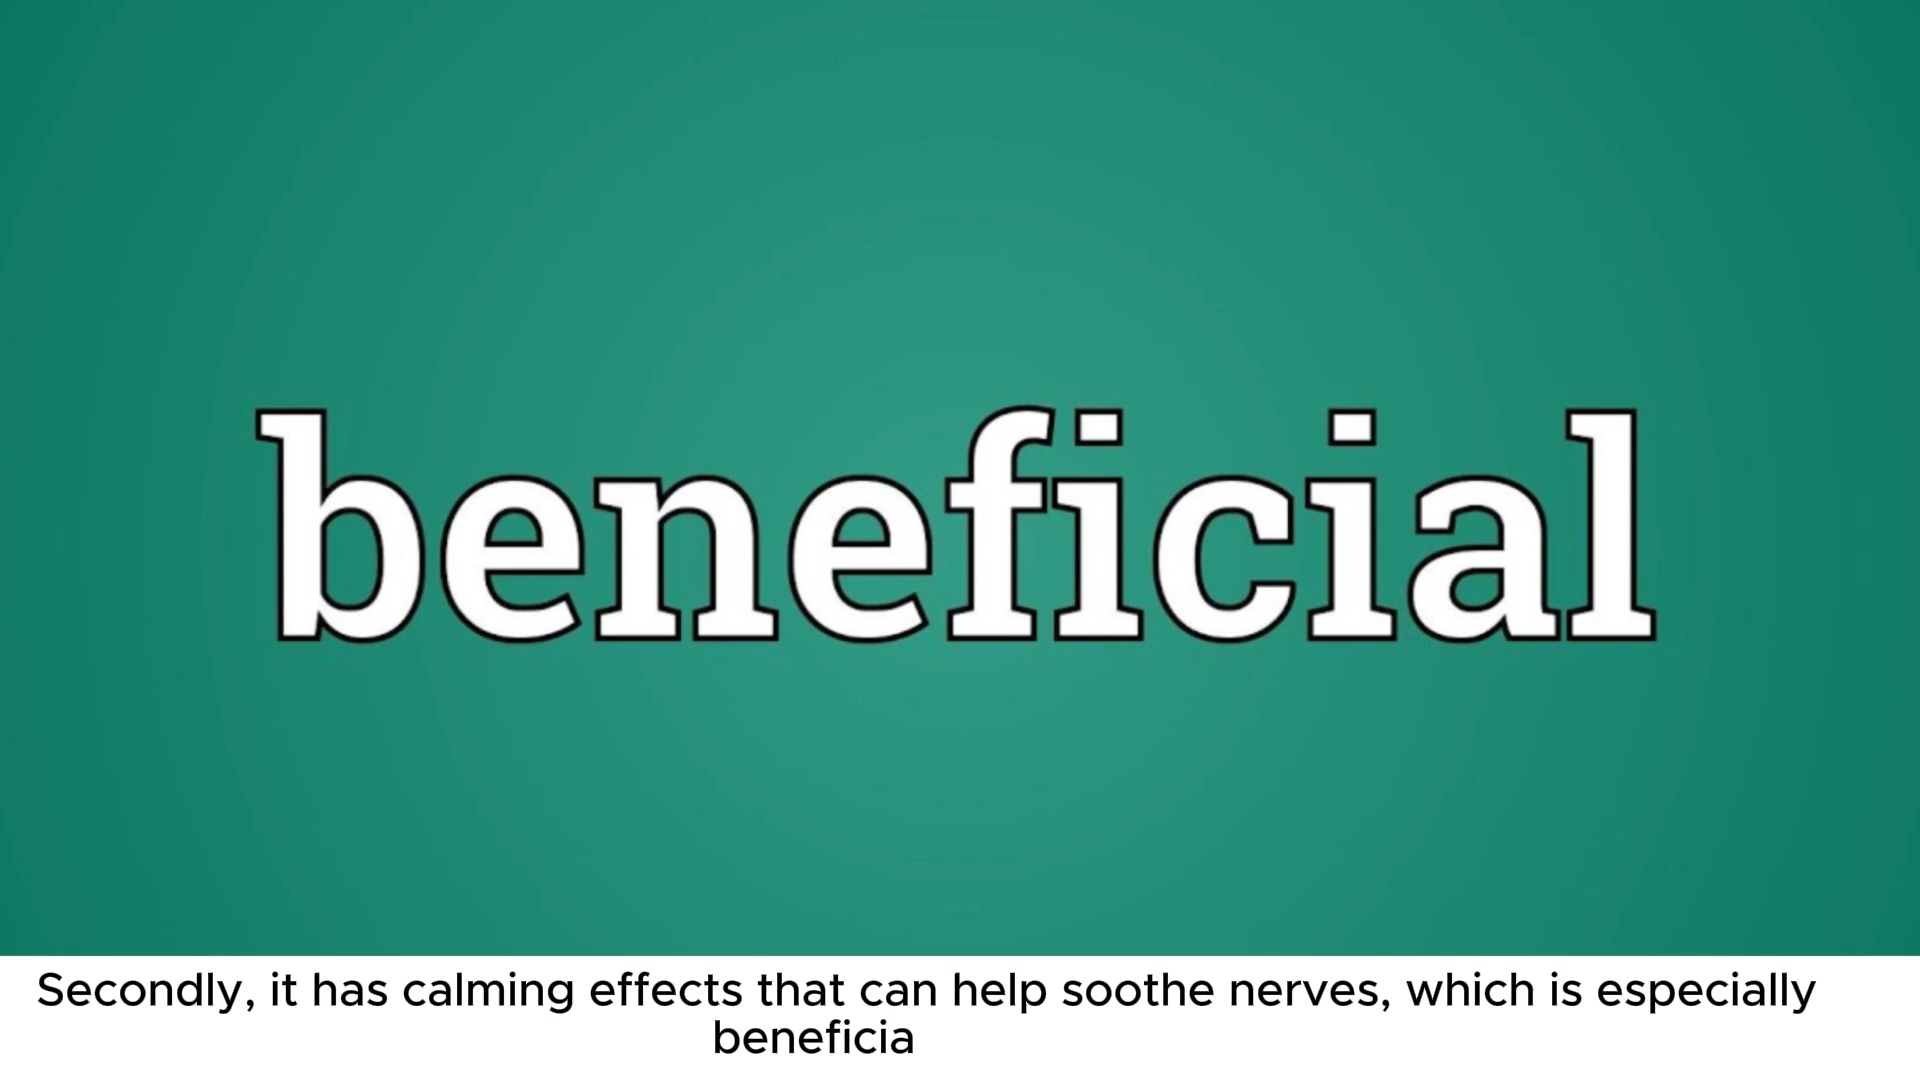 beneficial
Secondly, it has calming effects that can help soothe nerves, which is especially
beneficia